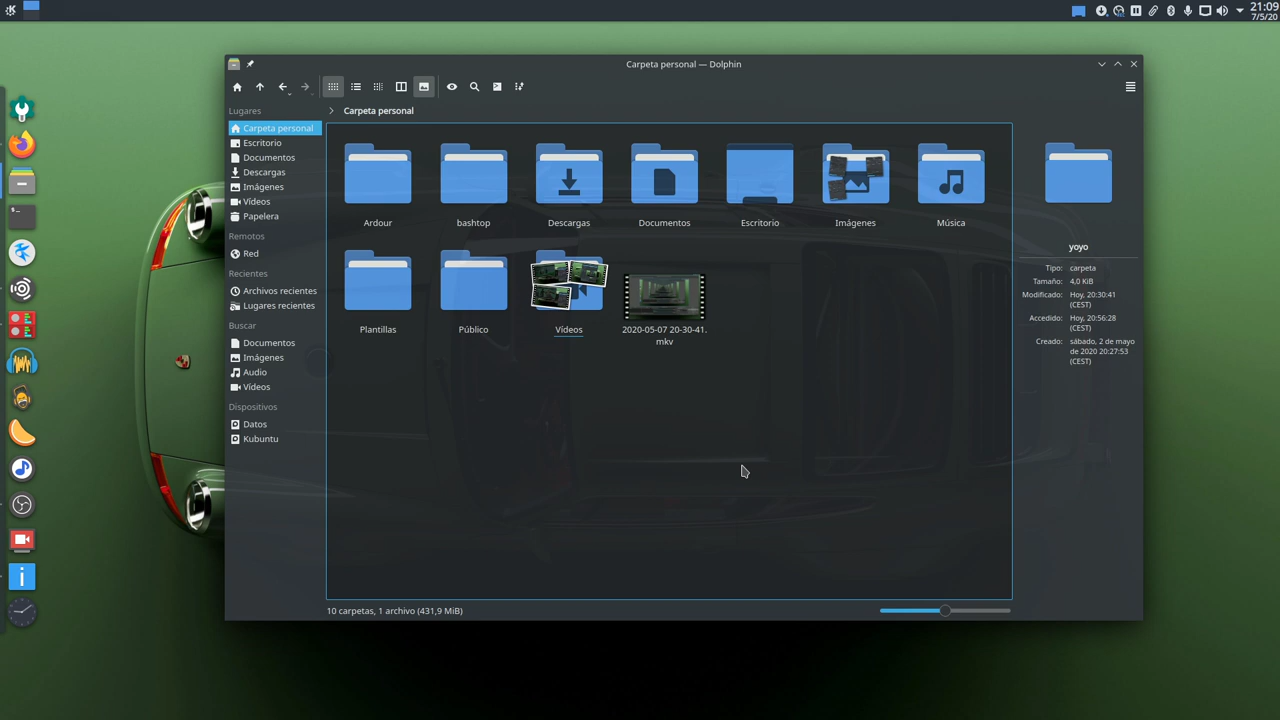 21:09
7/5/20
Carpeta personal — Dolphin
Lugares
Carpeta personal
Escritorio
Documentos
Descargas
Imágenes
Vídeos
Papelera
Remotos
Red
Recientes
Archivos recientes
Lugares recientes
Buscar
Documentos
Imágenes
Audio
Vídeos
Dispositivos
Datos
Kubuntu
Carpeta personal
Ardour
bashtop
Descargas
Documentos
Escritorio
Imágenes
Música
Plantillas
Público
Vídeos
2020-05-07 20-30-41.
mkv
10 carpetas, 1 archivo (431,9 MiB)
yoyo
Tipo: carpeta
Tamaño: 4,0 KiB
Modificado: Hoy, 20:30:41
(CEST)
Accedido: Hoy, 20:56:28
(CEST)
Creado: sábado, 2 de mayo
de 2020 20:27:53
(CEST)